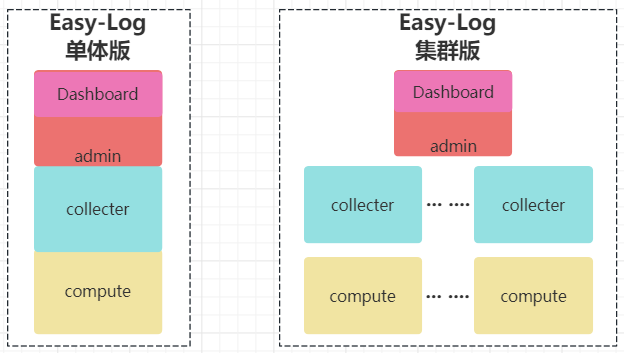 Easy-Log
单体版
Dashboard
admin
collecter
compute
Easy-Log
集群版
Dashboard
admin
collecter ... .... collecter
compute ... .... compute